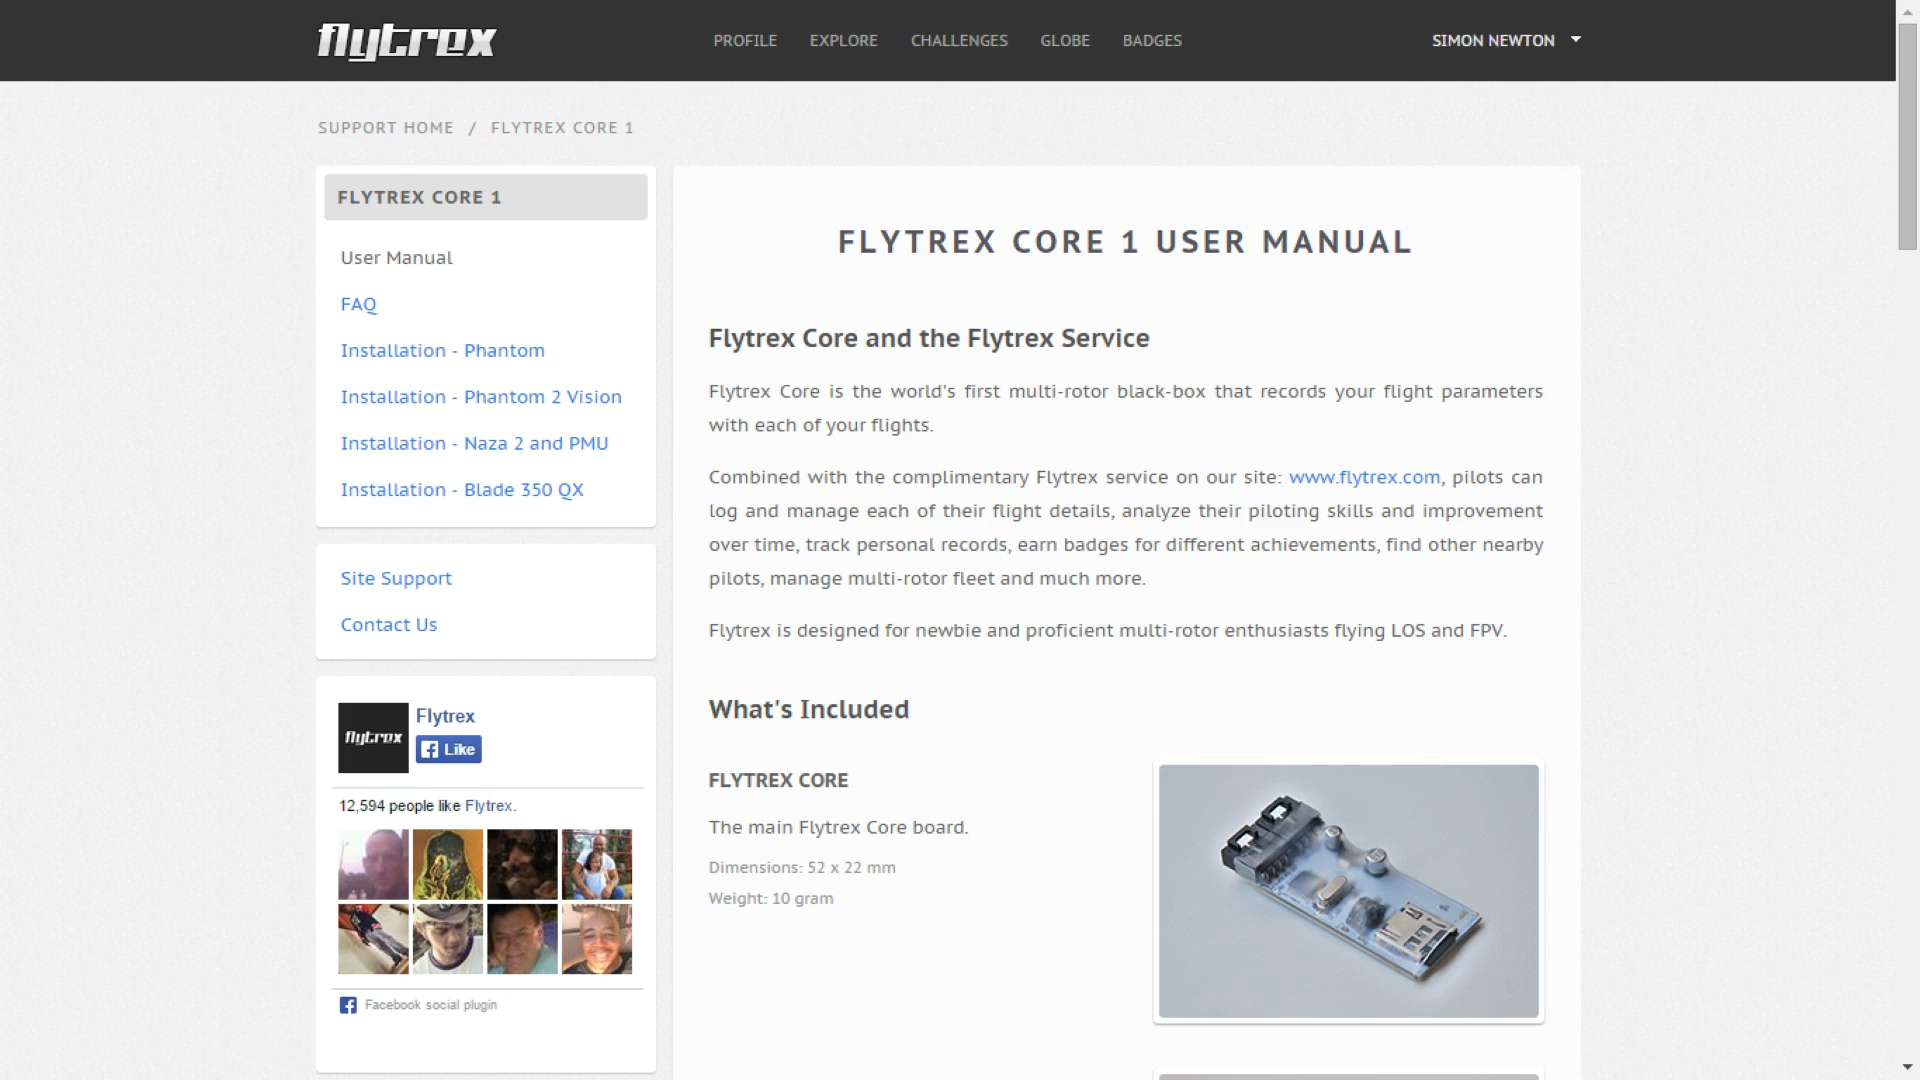 flytrex
PROFILE EXPLORE CHALLENGES GLOBE BADGES
SIMON NEWTON
SUPPORT HOME / FLYTREX CORE 1
FLYTREX CORE 1
User Manual
FAQ
Installation - Phantom
Installation - Phantom 2 Vision
Installation - Naza 2 and PMU
Installation - Blade 350 QX
Site Support
Contact Us
flytrex
Flytrex
Like
12,594 people like Flytrex.
Facebook social plugin
FLYTREX CORE 1 USER MANUAL
Flytrex Core and the Flytrex Service
Flytrex Core is the world's first multi-rotor black-box that records your flight parameters
with each of your flights.
Combined with the complimentary Flytrex service on our site: www.flytrex.com, pilots can
log and manage each of their flight details, analyze their piloting skills and improvement
over time, track personal records, earn badges for different achievements, find other nearby
pilots, manage multi-rotor fleet and much more.
Flytrex is designed for newbie and proficient multi-rotor enthusiasts flying LOS and FPV.
What's Included
FLYTREX CORE
The main Flytrex Core board.
Dimensions: 52 x 22 mm
Weight: 10 gram